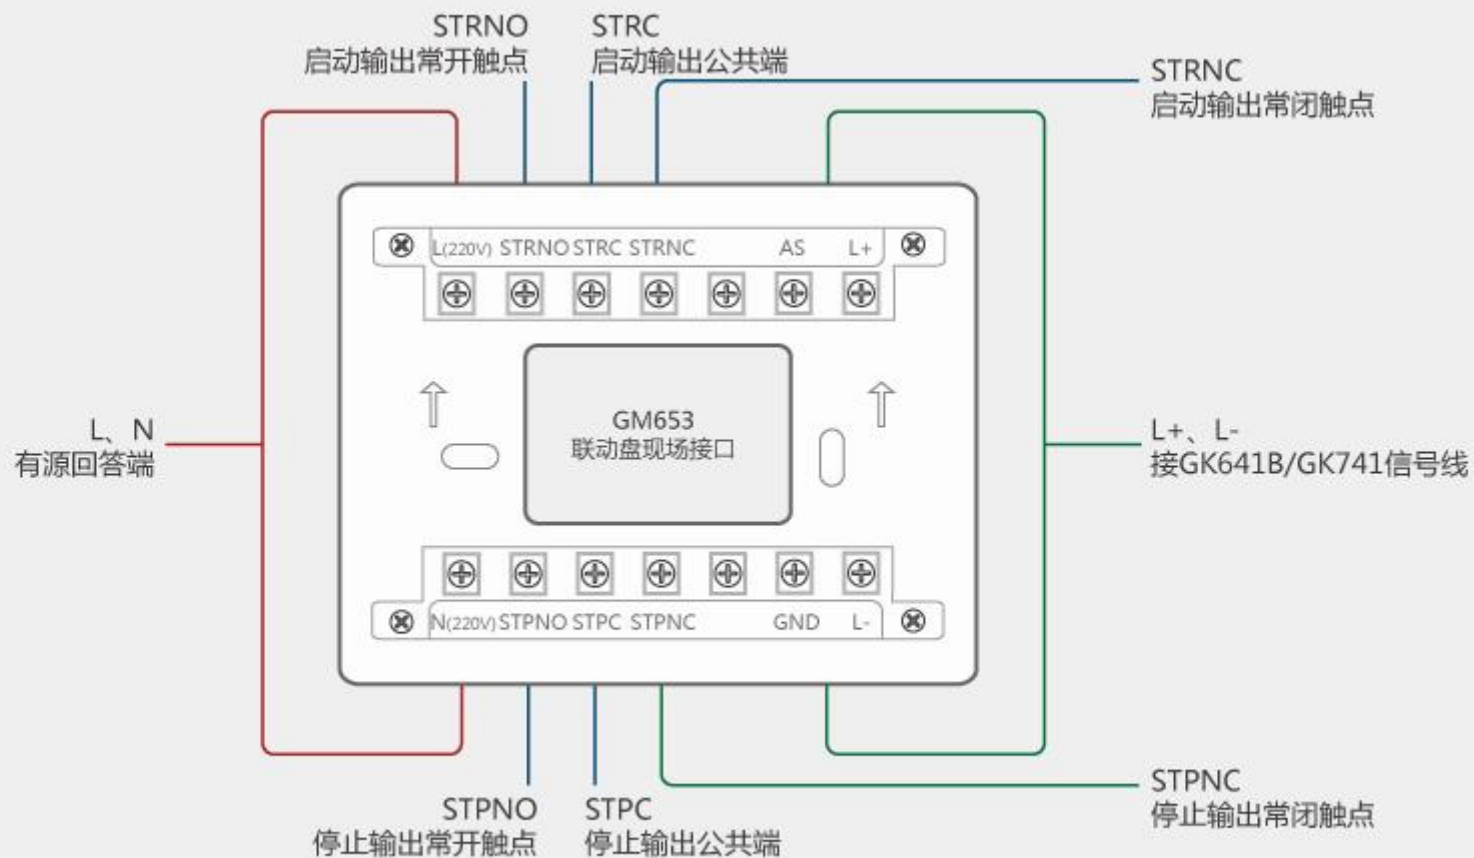 STRNO
启动输出常开触点
STRC
启动输出公共端
STRNC
启动输出常闭触点
L(220V) STRNO STRC STRNC AS L+
GM653
联动盘现场接口
L、N
有源回答端
L+、L-
接GK641B/GK741信号线
N(220V) STPNO STPC STPNC GND L-
STPNO
停止输出常开触点
STPC
停止输出公共端
STPNC
停止输出常闭触点